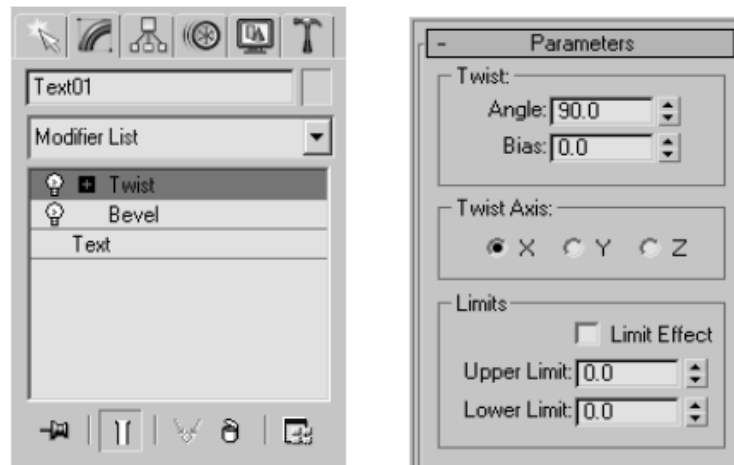 Text01
Modifier List
Twist
Bevel
Text
- Parameters
Twist:
Angle: 90.0
Bias: 0.0
Twist Axis:
X Y Z
Limits
Limit Effect
Upper Limit: 0.0
Lower Limit: 0.0